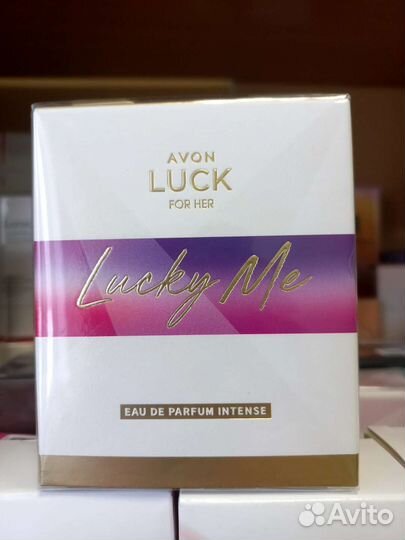 AVON
LUCK
FOR HER
Lucky Me
EAU DE PARFUM INTENSE
Avito